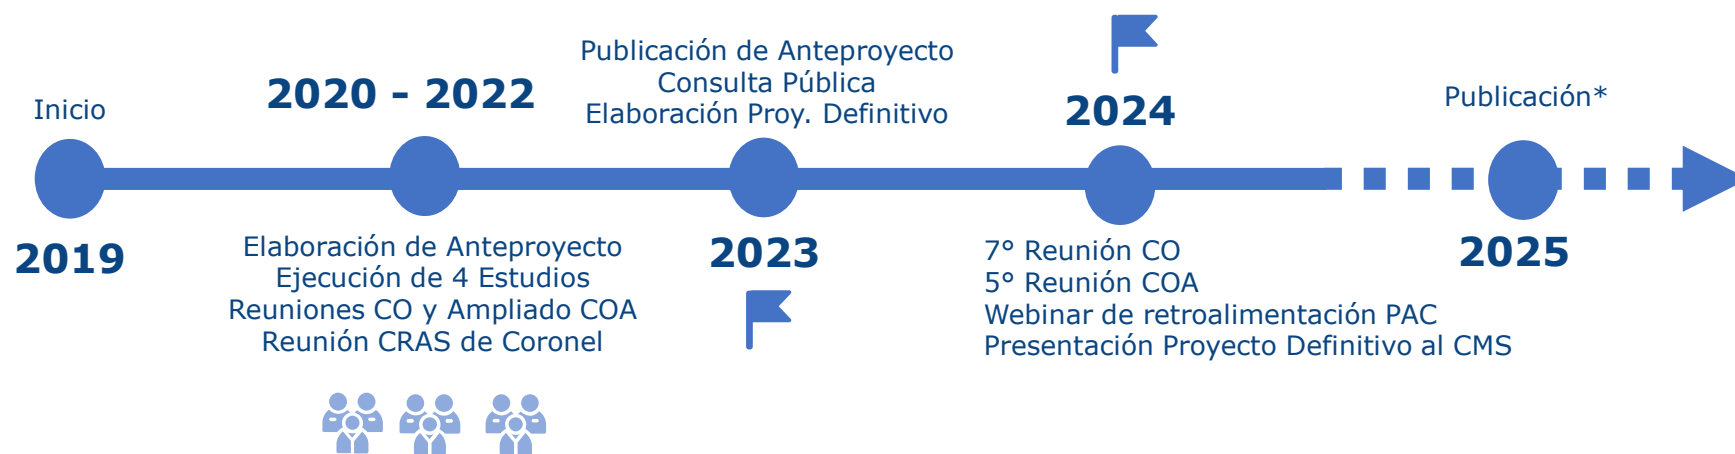 Inicio
2019
2020 - 2022
Elaboración de Anteproyecto
Ejecución de 4 Estudios
Reuniones CO y Ampliado COA
Reunión CRAS de Coronel
Publicación de Anteproyecto
Consulta Pública
Elaboración Proy. Definitivo
2023
2024
7° Reunión CO
5° Reunión COA
Webinar de retroalimentación PAC
Presentación Proyecto Definitivo al CMS
Publicación*
2025